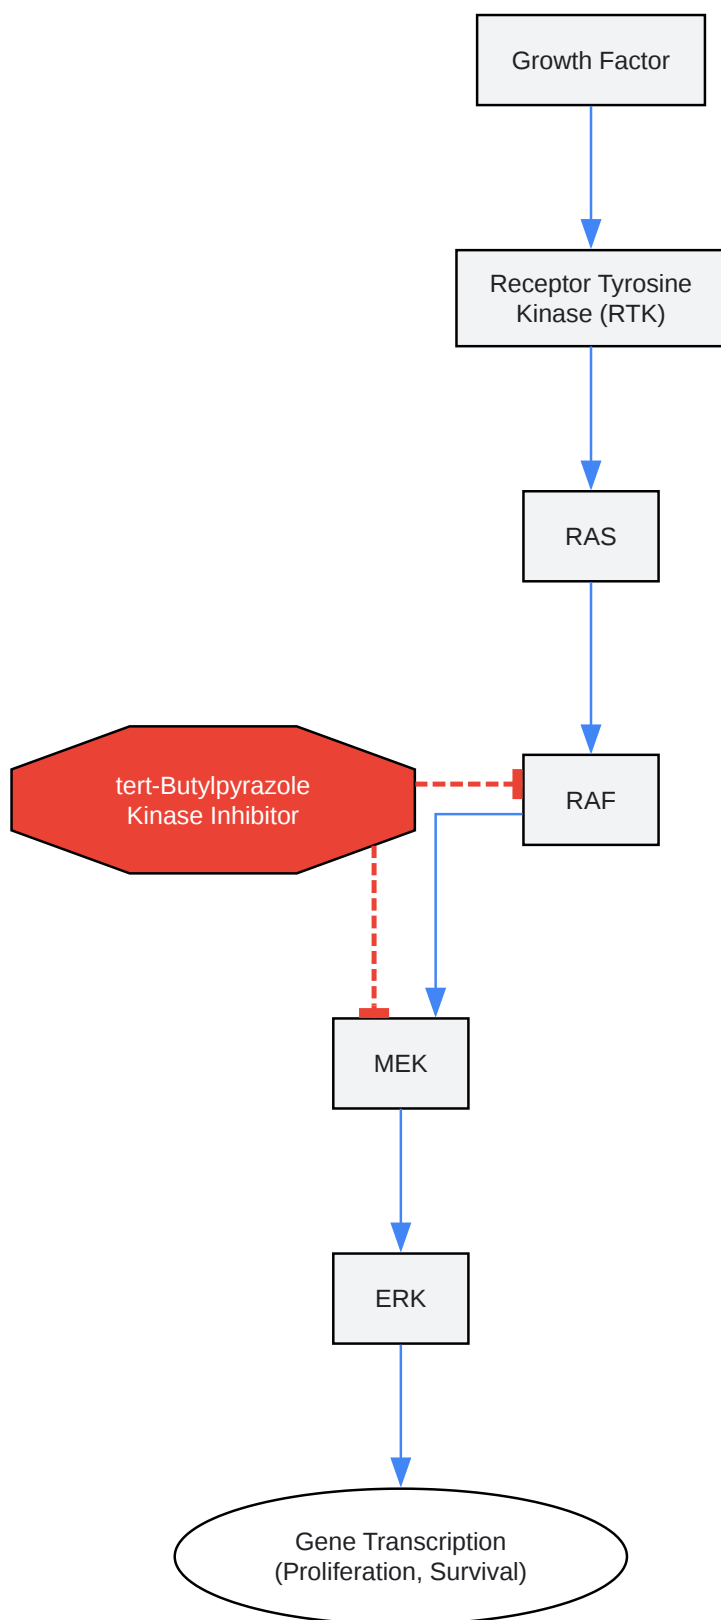 Growth Factor
Receptor Tyrosine
Kinase (RTK)
RAS
tert-Butylpyrazole
Kinase Inhibitor
RAF
MEK
ERK
Gene Transcription
(Proliferation, Survival)